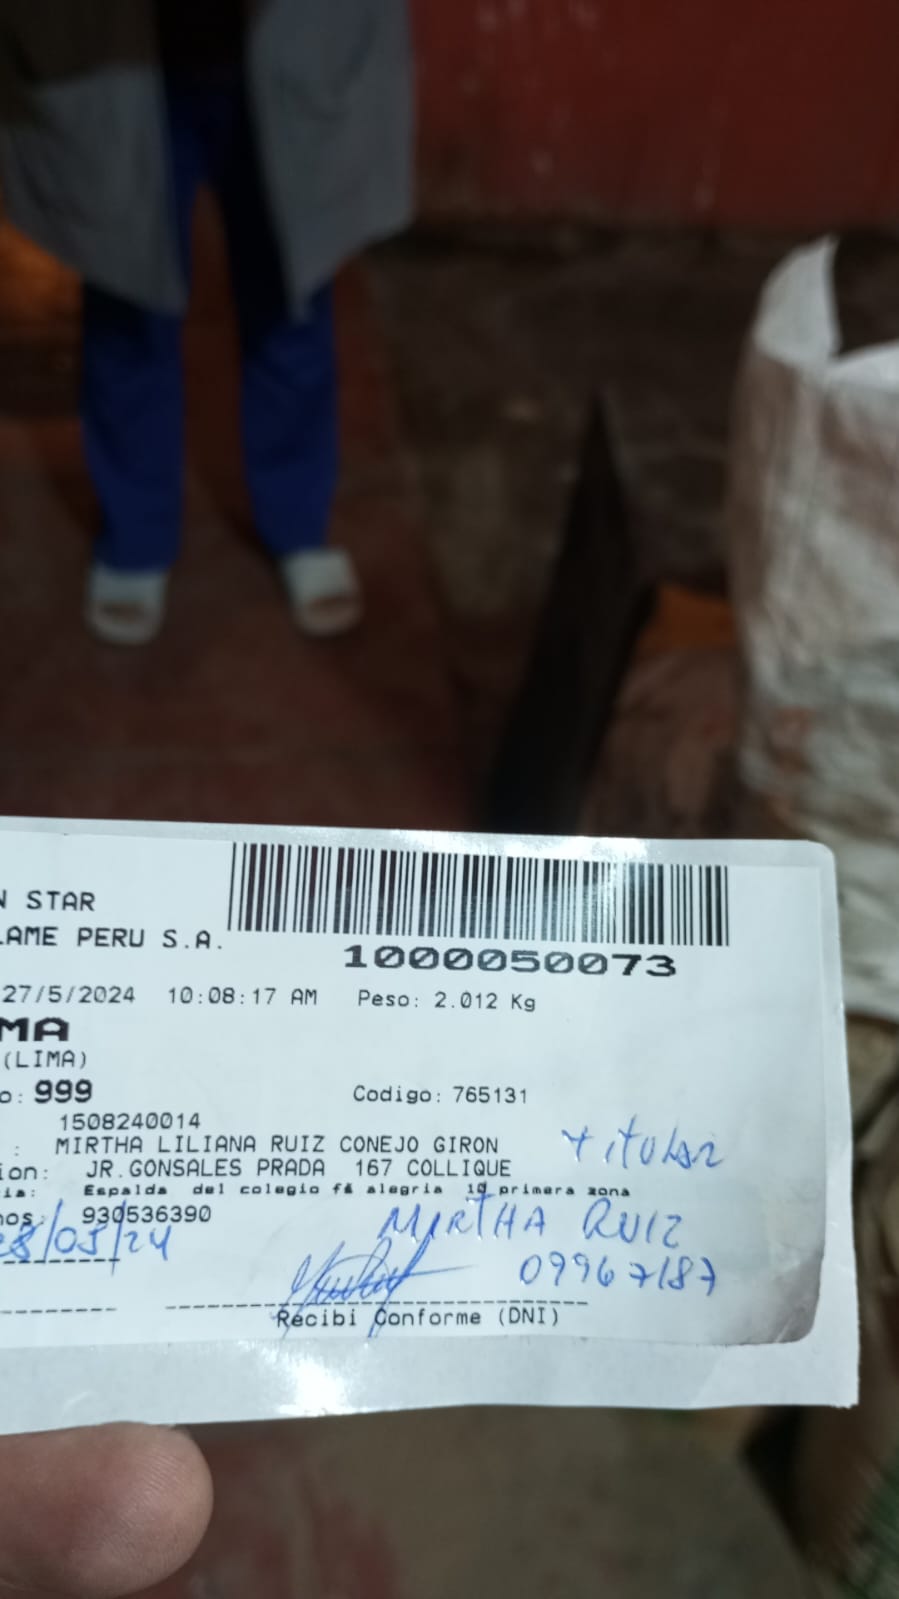 N STAR
LAME PERU S.A.
1000050073
27/5/2024 10:08:17 AM Peso: 2.012 Kg
MA
(LIMA)
o: 999 Codigo: 765131
1508240014
: MIRTHA LILIANA RUIZ CONEJO GIRON
titular
ion: JR.GONSALES PRADA 167 COLLIQUE
ia: Espalda del colegio fé alegria 10 primera zona
nos: 930536390
MIRTHA RUIZ
28/05/24
09967187
Recibi Conforme (DNI)